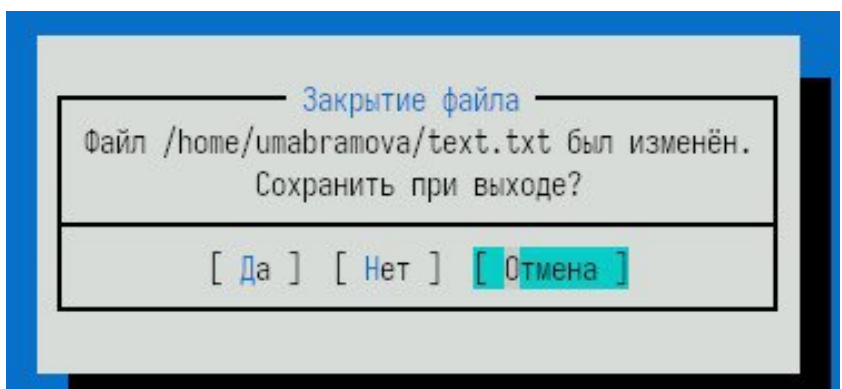 Закрытие файла
Файл /home/umabramova/text.txt был изменён.
Сохранить при выходе?
[ Да ] [ Нет ] [ Отмена ]